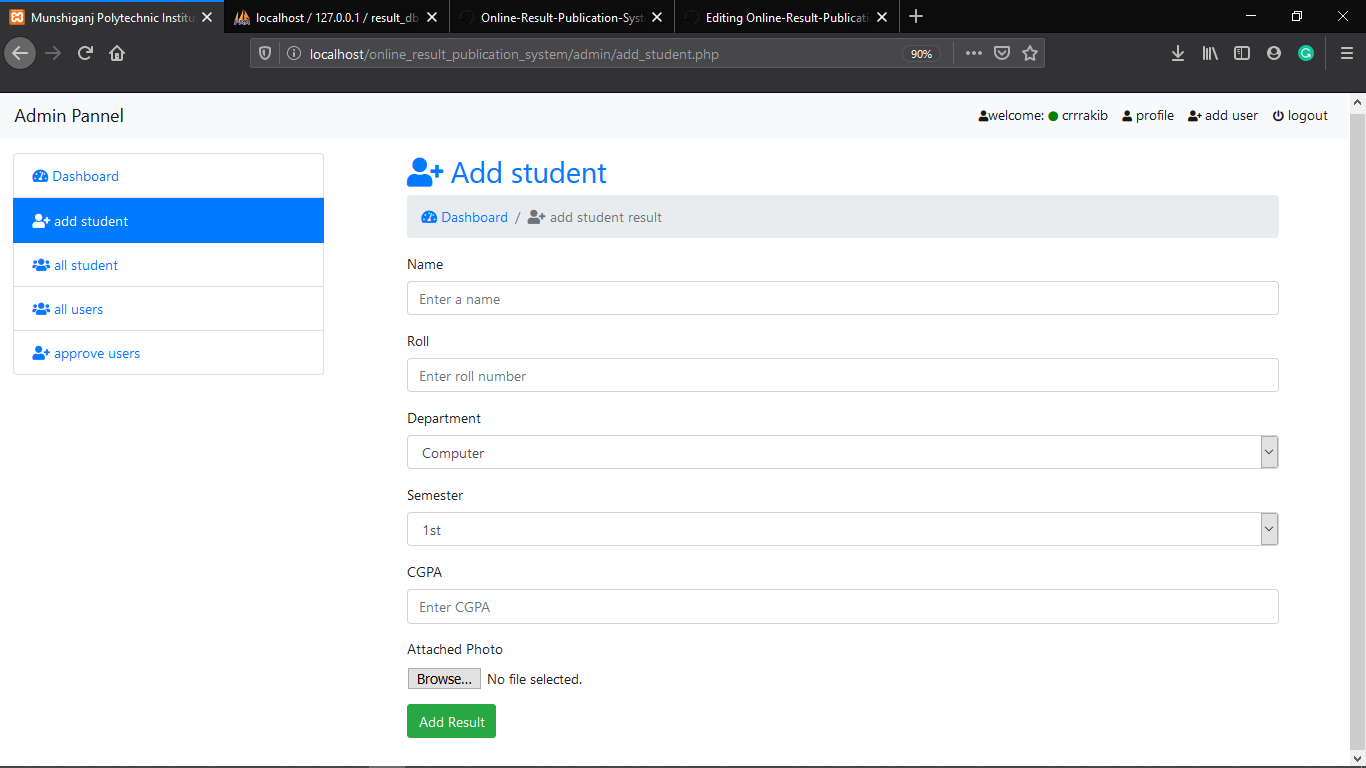 Munshiganj Polytechnic Institu
localhost / 127.0.0.1 / result_db
Online-Result-Publication-Syst
Editing Online-Result-Publicati
localhost/online_result_publication_system/admin/add_student.php
90%
Admin Pannel
welcome: crrrakib
profile
add user
logout
Dashboard
add student
all student
all users
approve users
Add student
Dashboard / add student result
Name
Enter a name
Roll
Enter roll number
Department
Computer
Semester
1st
CGPA
Enter CGPA
Attached Photo
Browse... No file selected.
Add Result